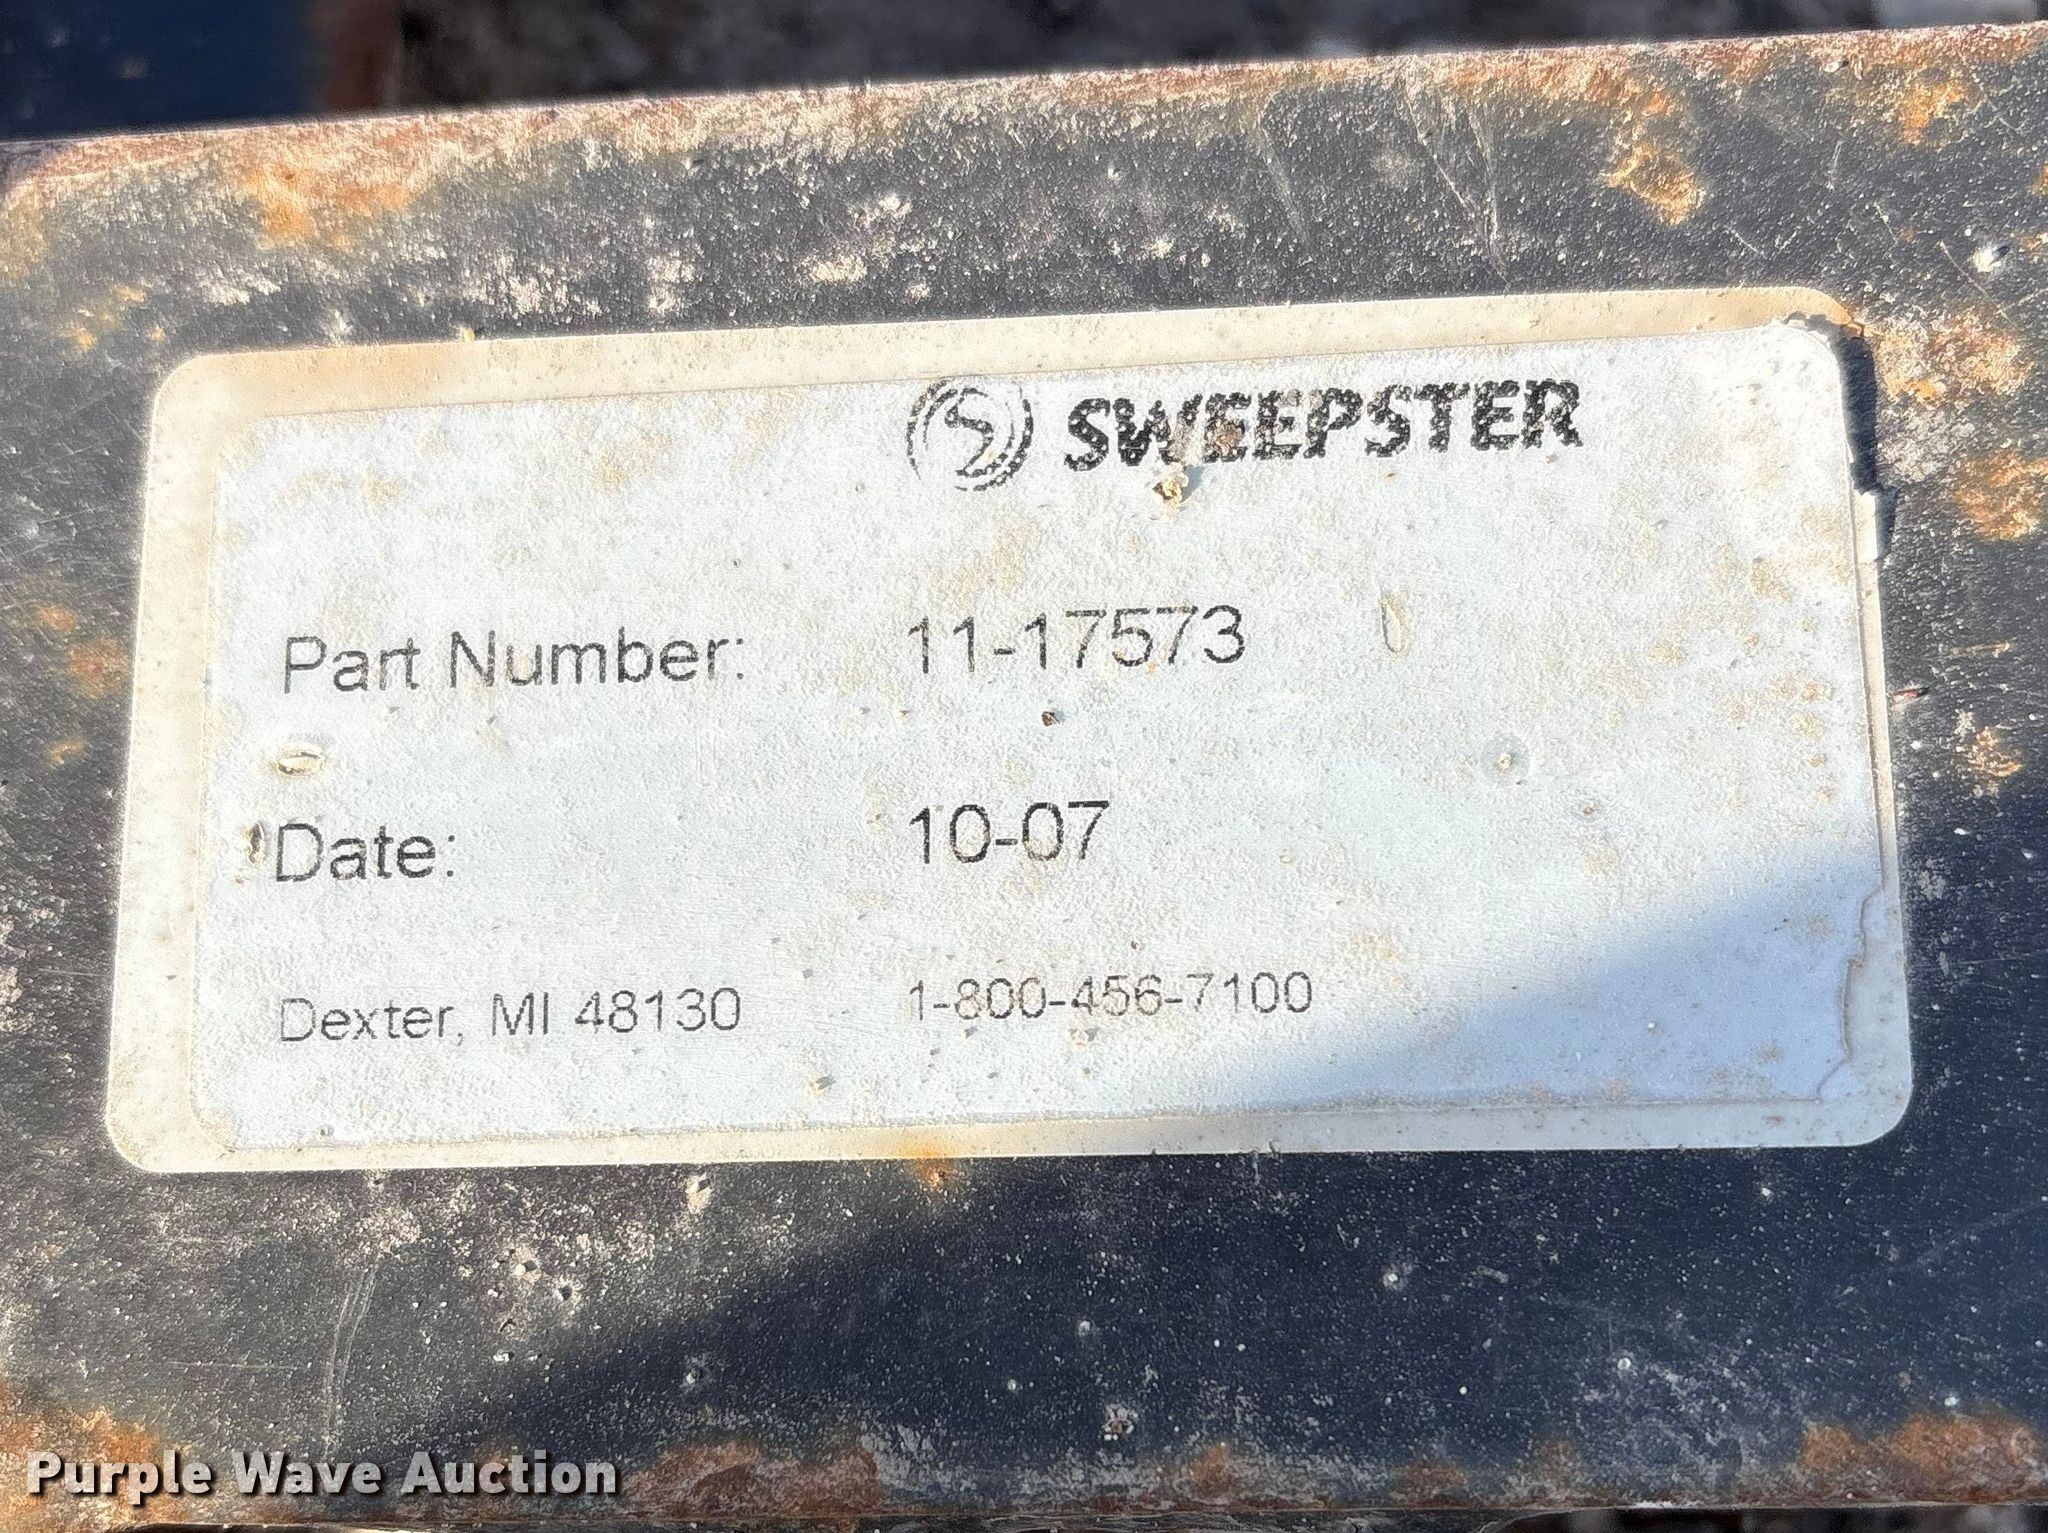 SWEEPSTER
Part Number: 11-17573
Date: 10-07
Dexter, MI 48130 1-800-456-7100
Purple Wave Auction